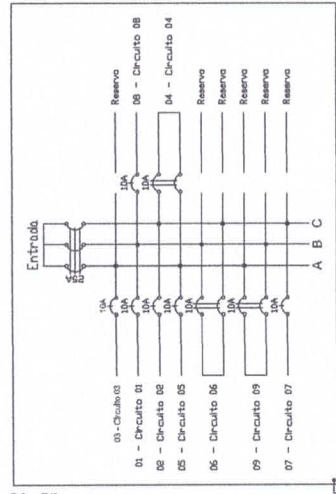 Entrada
25A
Reserva
08 - Circuito 08
04 - Circuito 04
Reserva
Reserva
Reserva
Reserva
Reserva
10A
10A
10A
10A
10A
10A
10A
10A
10A
C
B
A
03 - Circuito 03
01 - Circuito 01
02 - Circuito 02
05 - Circuito 05
06 - Circuito 06
09 - Circuito 09
07 - Circuito 07